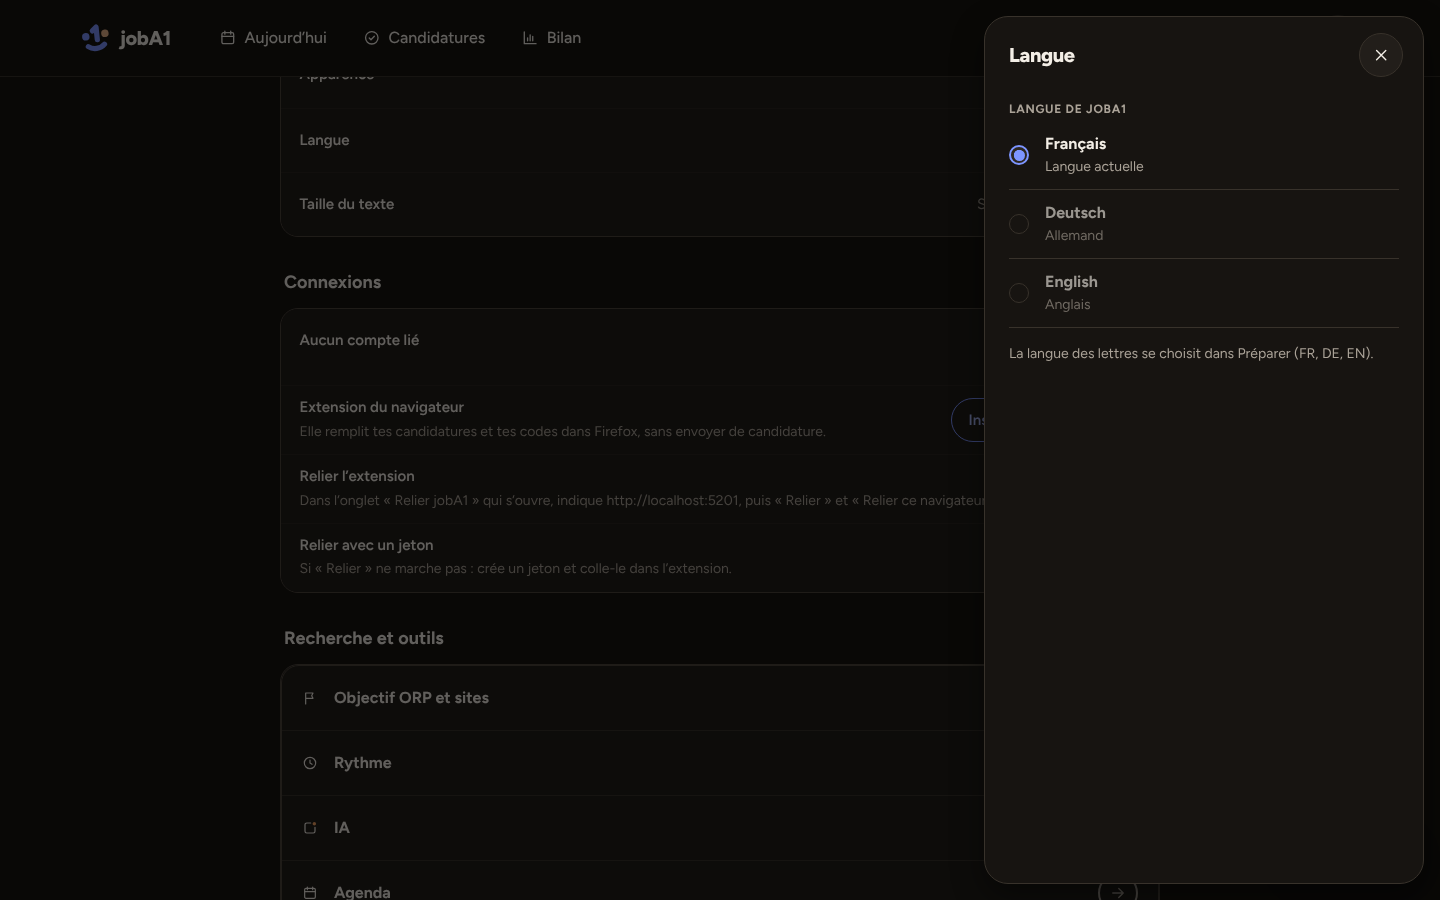 jobA1
Aujourd’hui
Candidatures
Bilan
Apparence
Langue
Taille du texte
Connexions
Aucun compte lié
Extension du navigateur
Elle remplit tes candidatures et tes codes dans Firefox, sans envoyer de candidature.
Relier l’extension
Dans l’onglet « Relier jobA1 » qui s’ouvre, indique http://localhost:5201, puis « Relier » et « Relier ce navigateur
Relier avec un jeton
Si « Relier » ne marche pas : crée un jeton et colle-le dans l’extension.
Recherche et outils
Objectif ORP et sites
Rythme
IA
Agenda
Langue
LANGUE DE JOBA1
Français
Langue actuelle
Deutsch
Allemand
English
Anglais
La langue des lettres se choisit dans Préparer (FR, DE, EN).